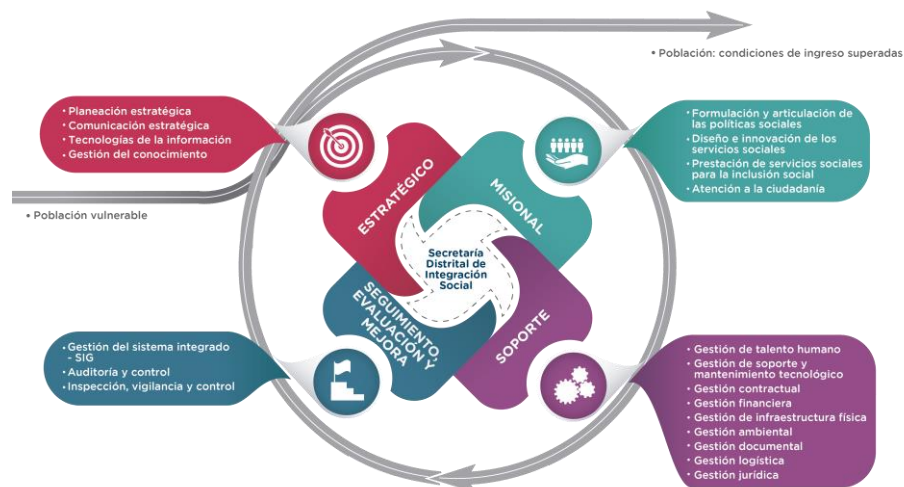 • Población: condiciones de ingreso superadas
• Planeación estratégica
• Comunicación estratégica
• Tecnologías de la información
• Gestión del conocimiento
• Población vulnerable
• Formulación y articulación de
las políticas sociales
• Diseño e innovación de los
servicios sociales
• Prestación de servicios sociales
para la inclusión social
• Atención a la ciudadanía
ESTRATÉGICO
MISIONAL
Secretaría
Distrital de
Integración
Social
SEGUIMIENTO,
EVALUACIÓN Y
MEJORA
SOPORTE
• Gestión del sistema integrado
- SIG
• Auditoría y control
• Inspección, vigilancia y control
• Gestión de talento humano
• Gestión de soporte y
mantenimiento tecnológico
• Gestión contractual
• Gestión financiera
• Gestión de infraestructura física
• Gestión ambiental
• Gestión documental
• Gestión logística
• Gestión jurídica